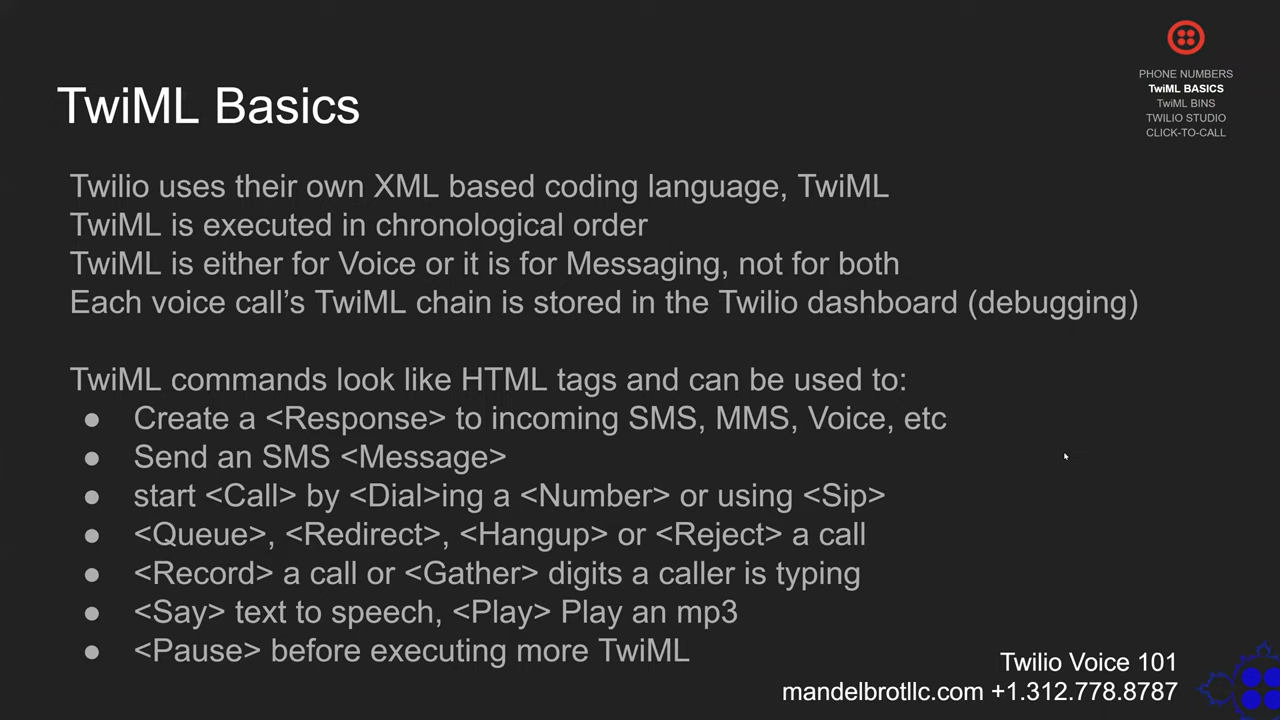 PHONE NUMBERS
TwiML BASICS
TwiML BINS
TWILIO STUDIO
CLICK-TO-CALL
TwiML Basics
Twilio uses their own XML based coding language, TwiML
TwiML is executed in chronological order
TwiML is either for Voice or it is for Messaging, not for both
Each voice call’s TwiML chain is stored in the Twilio dashboard (debugging)
TwiML commands look like HTML tags and can be used to:
● Create a <Response> to incoming SMS, MMS, Voice, etc
● Send an SMS <Message>
● start <Call> by <Dial>ing a <Number> or using <Sip>
● <Queue>, <Redirect>, <Hangup> or <Reject> a call
● <Record> a call or <Gather> digits a caller is typing
● <Say> text to speech, <Play> Play an mp3
● <Pause> before executing more TwiML
Twilio Voice 101
mandelbrotllc.com +1.312.778.8787